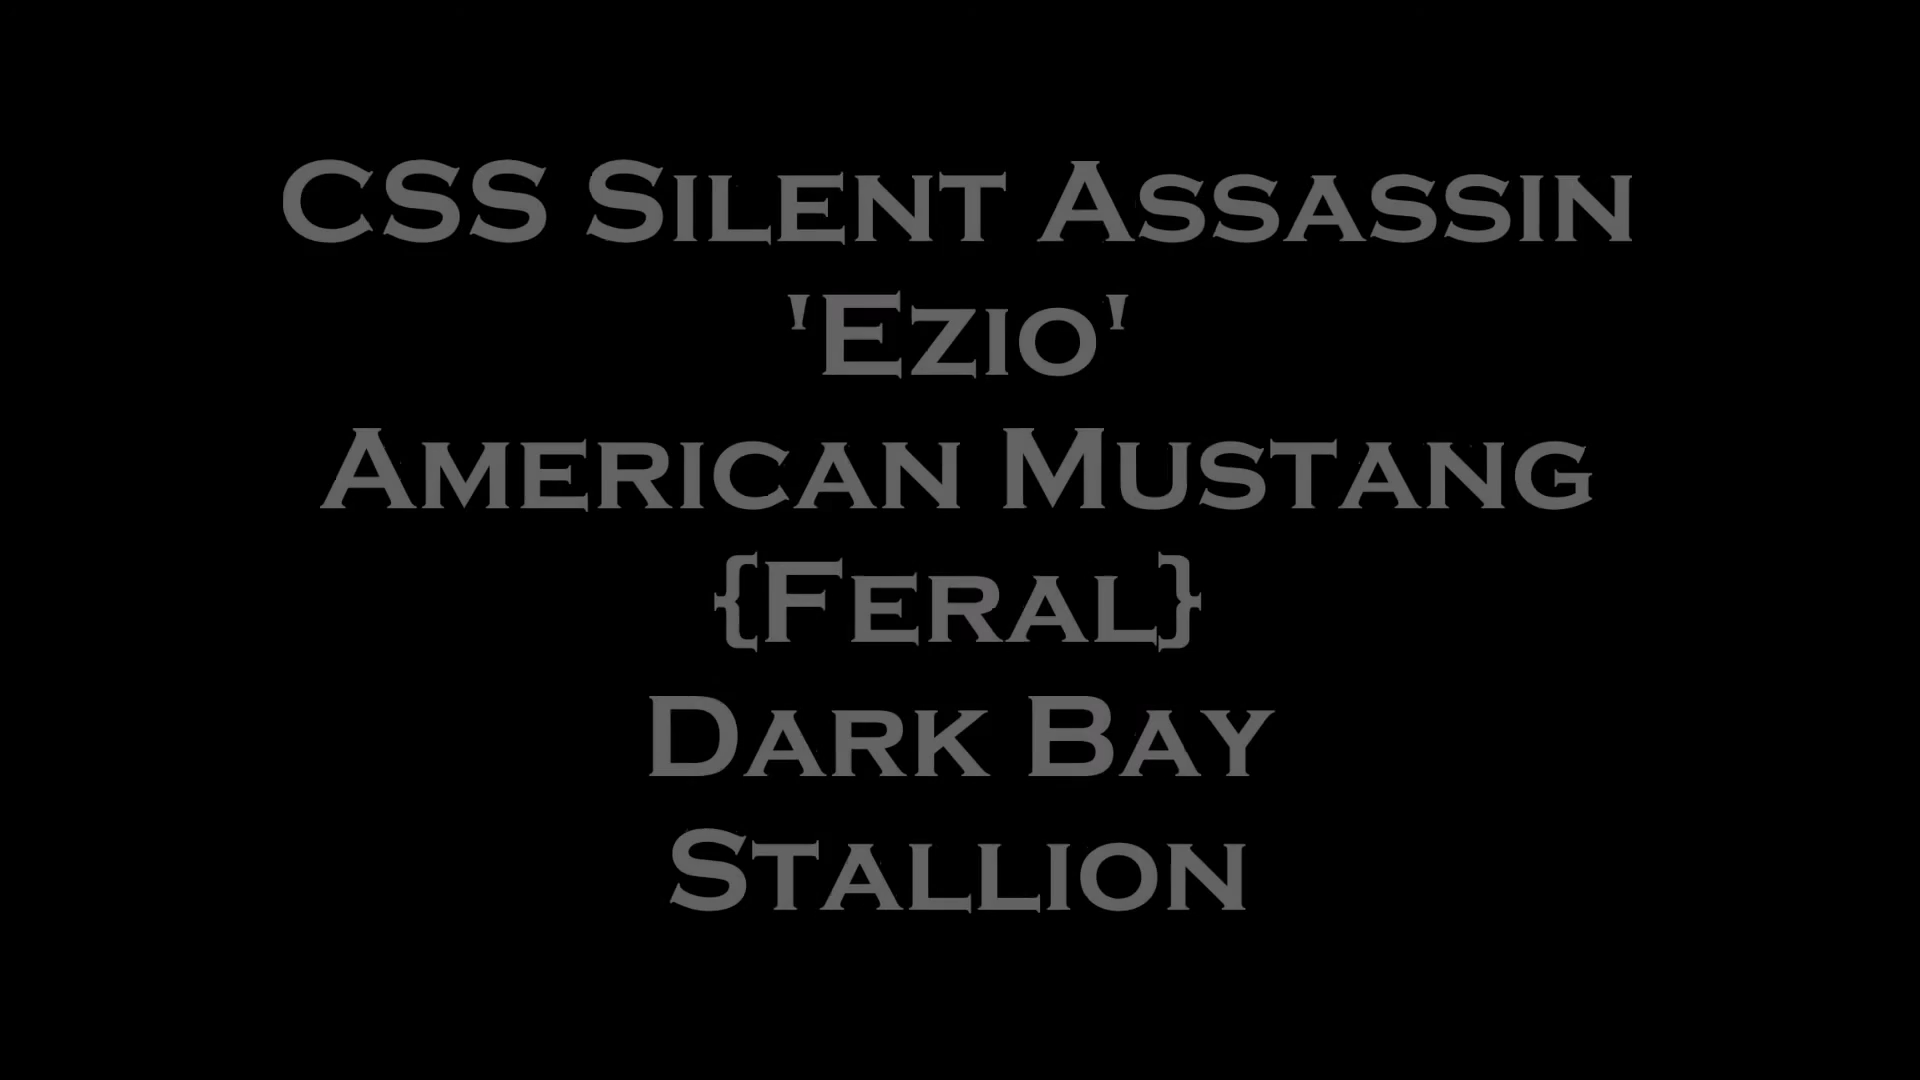 CSS Silent Assassin
'Ezio'
American Mustang
{Feral}
Dark Bay
Stallion